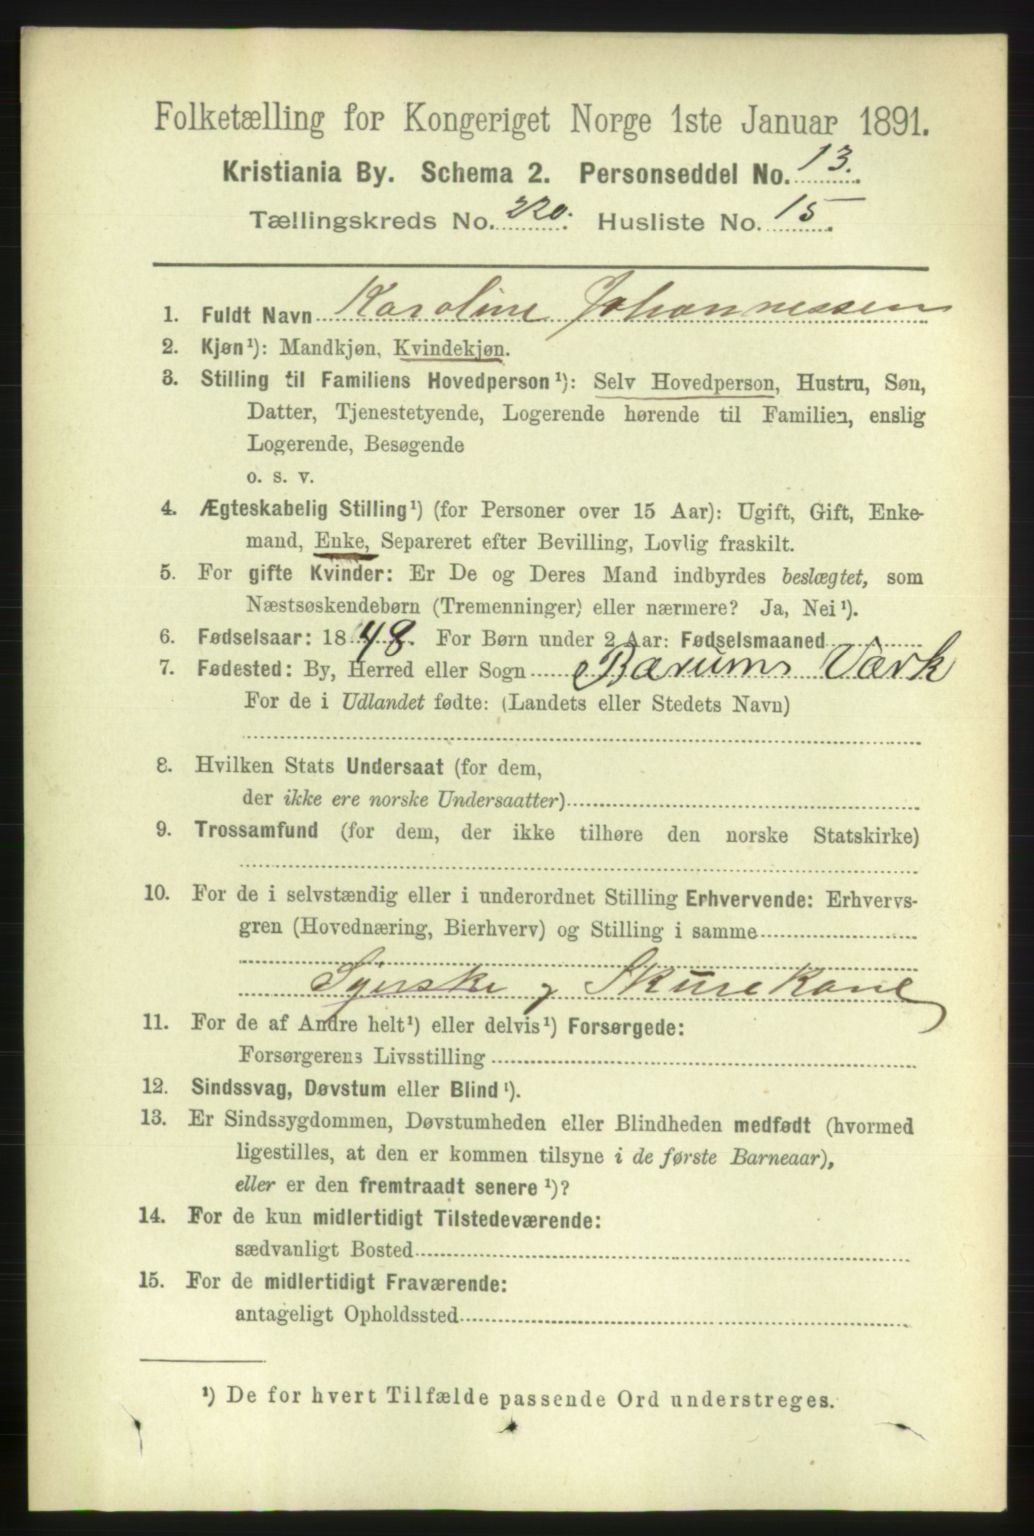 Folketælling for Kongeriget Norge 1ste Januar 1891.
Kristiania By. Schema 2. Personseddel No. 13.
Tællingskreds No. 220. Husliste No. 15.
1. Fuldt Navn Karoline Johannessen
2. Kjøn¹): Mandkjøn, Kvindekjøn.
3. Stilling til Familiens Hovedperson¹): Selv Hovedperson, Hustru, Søn,
Datter, Tjenestetyende, Logerende hørende til Familien, enslig
Logerende, Besøgende
o. s. v.
4. Ægteskabelig Stilling¹) (for Personer over 15 Aar): Ugift, Gift, Enke-
mand, Enke, Separeret efter Bevilling, Lovlig fraskilt.
5. For gifte Kvinder: Er De og Deres Mand indbyrdes beslægtet, som
Næstsøskendebørn (Tremenninger) eller nærmere? Ja, Nei¹).
6. Fødselsaar: 1848. For Børn under 2 Aar: Fødselsmaaned
7. Fødested: By, Herred eller Sogn Bærums Værk
For de i Udlandet fødte: (Landets eller Stedets Navn)
8. Hvilken Stats Undersaat (for dem,
der ikke ere norske Undersaatter)
9. Trossamfund (for dem, der ikke tilhøre den norske Statskirke)
10. For de i selvstændig eller i underordnet Stilling Erhvervende: Erhvervs-
gren (Hovednæring, Bierhverv) og Stilling i samme
Syerske og Skurekone
11. For de af Andre helt¹) eller delvis¹) Forsørgede:
Forsørgerens Livsstilling
12. Sindssvag, Døvstum eller Blind¹).
13. Er Sindssygdommen, Døvstumheden eller Blindheden medfødt (hvormed
ligestilles, at den er kommen tilsyne i de første Barneaar),
eller er den fremtraadt senere¹)?
14. For de kun midlertidigt Tilstedeværende:
sædvanligt Bosted
15. For de midlertidigt Fraværende:
antageligt Opholdssted
¹) De for hvert Tilfælde passende Ord understreges.